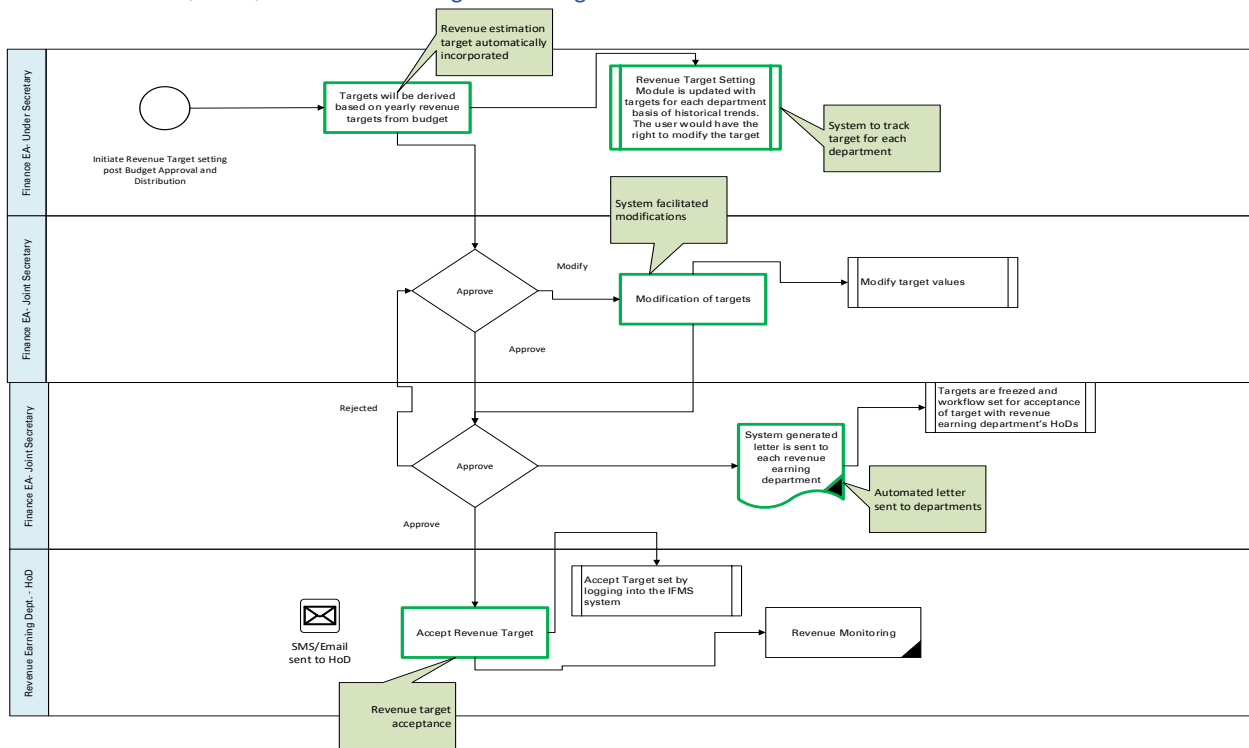 Revenue estimation
target automatically
incorporated
Finance EA- Under Secretary
Initiate Revenue Target setting
post Budget Approval and
Distribution
Targets will be derived
based on yearly revenue
targets from budget
Revenue Target Setting
Module is updated with
targets for each department
basis of historical trends.
The user would have the
right to modify the target
System to track
target for each
department
System facilitated
modifications
Finance EA- Joint Secretary
Approve
Modify
Modification of targets
Modify target values
Approve
Finance EA- Joint Secretary
Rejected
Approve
System generated
letter is sent to
each revenue
earning
department
Targets are freezed and
workflow set for acceptance
of target with revenue
earning department's HoDs
Automated letter
sent to departments
Approve
Revenue Earning Dept. - HoD
SMS/Email
sent to HoD
Accept Revenue Target
Accept Target set by
logging into the IFMS
system
Revenue Monitoring
Revenue target
acceptance